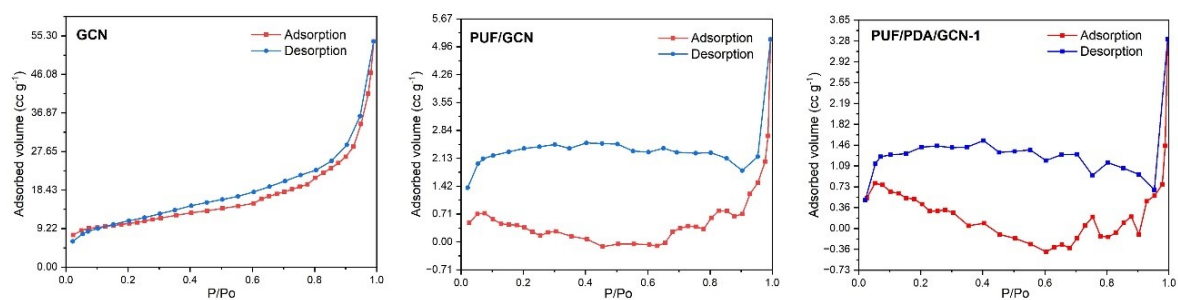 GCN
Adsorption
Desorption
Adsorbed volume (cc g⁻¹)
55.30
46.08
36.87
27.65
18.43
9.22
0.00
0.0 0.2 0.4 0.6 0.8 1.0
P/Po
PUF/GCN
Adsorption
Desorption
Adsorbed volume (cc g⁻¹)
5.67
4.96
4.26
3.55
2.84
2.13
1.42
0.71
0.00
−0.71
0.0 0.2 0.4 0.6 0.8 1.0
P/Po
PUF/PDA/GCN-1
Adsorption
Desorption
Adsorbed volume (cc g⁻¹)
3.65
3.28
2.92
2.55
2.19
1.82
1.46
1.09
0.73
0.36
0.00
−0.36
−0.73
0.0 0.2 0.4 0.6 0.8 1.0
P/Po